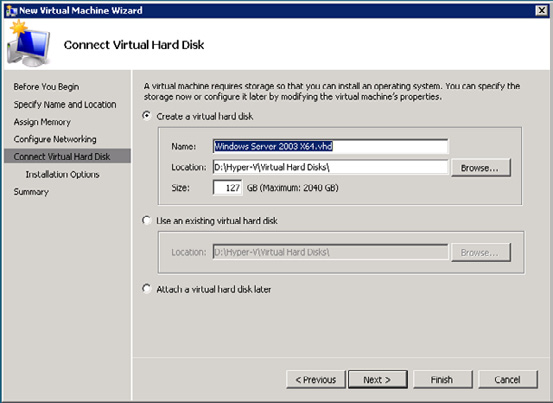 New Virtual Machine Wizard
Connect Virtual Hard Disk
Before You Begin
Specify Name and Location
Assign Memory
Configure Networking
Connect Virtual Hard Disk
Installation Options
Summary
A virtual machine requires storage so that you can install an operating system. You can specify the
storage now or configure it later by modifying the virtual machine's properties.
Create a virtual hard disk
Name: Windows Server 2003 X64.vhd
Location: D:\Hyper-V\Virtual Hard Disks\ Browse...
Size: 127 GB (Maximum: 2040 GB)
Use an existing virtual hard disk
Location: D:\Hyper-V\Virtual Hard Disks\ Browse...
Attach a virtual hard disk later
< Previous Next > Finish Cancel